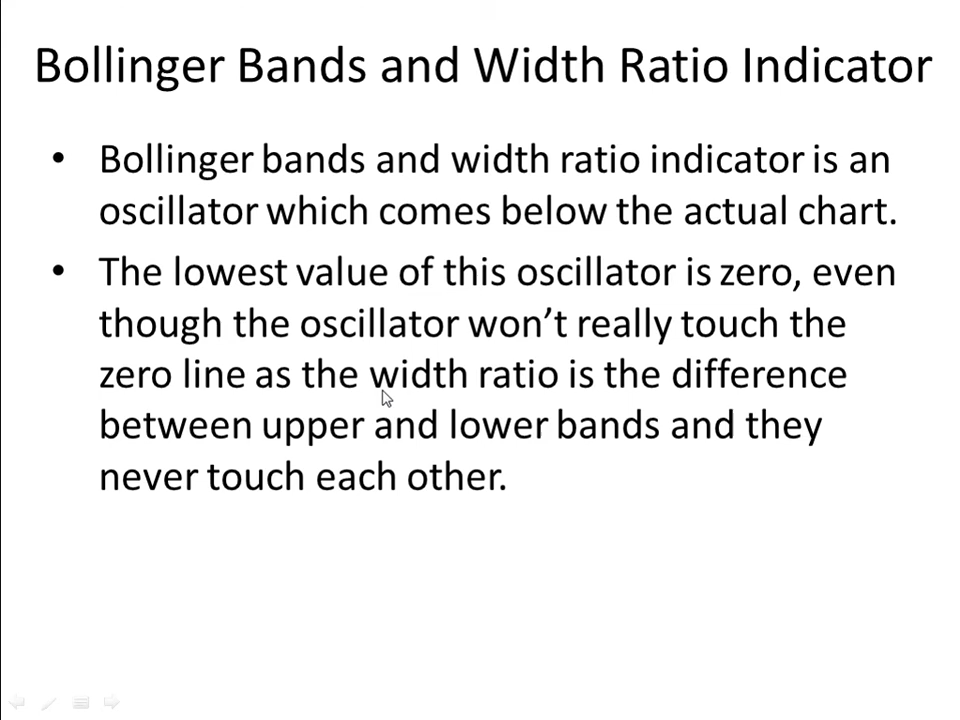 Bollinger Bands and Width Ratio Indicator
• Bollinger bands and width ratio indicator is an
oscillator which comes below the actual chart.
• The lowest value of this oscillator is zero, even
though the oscillator won’t really touch the
zero line as the width ratio is the difference
between upper and lower bands and they
never touch each other.